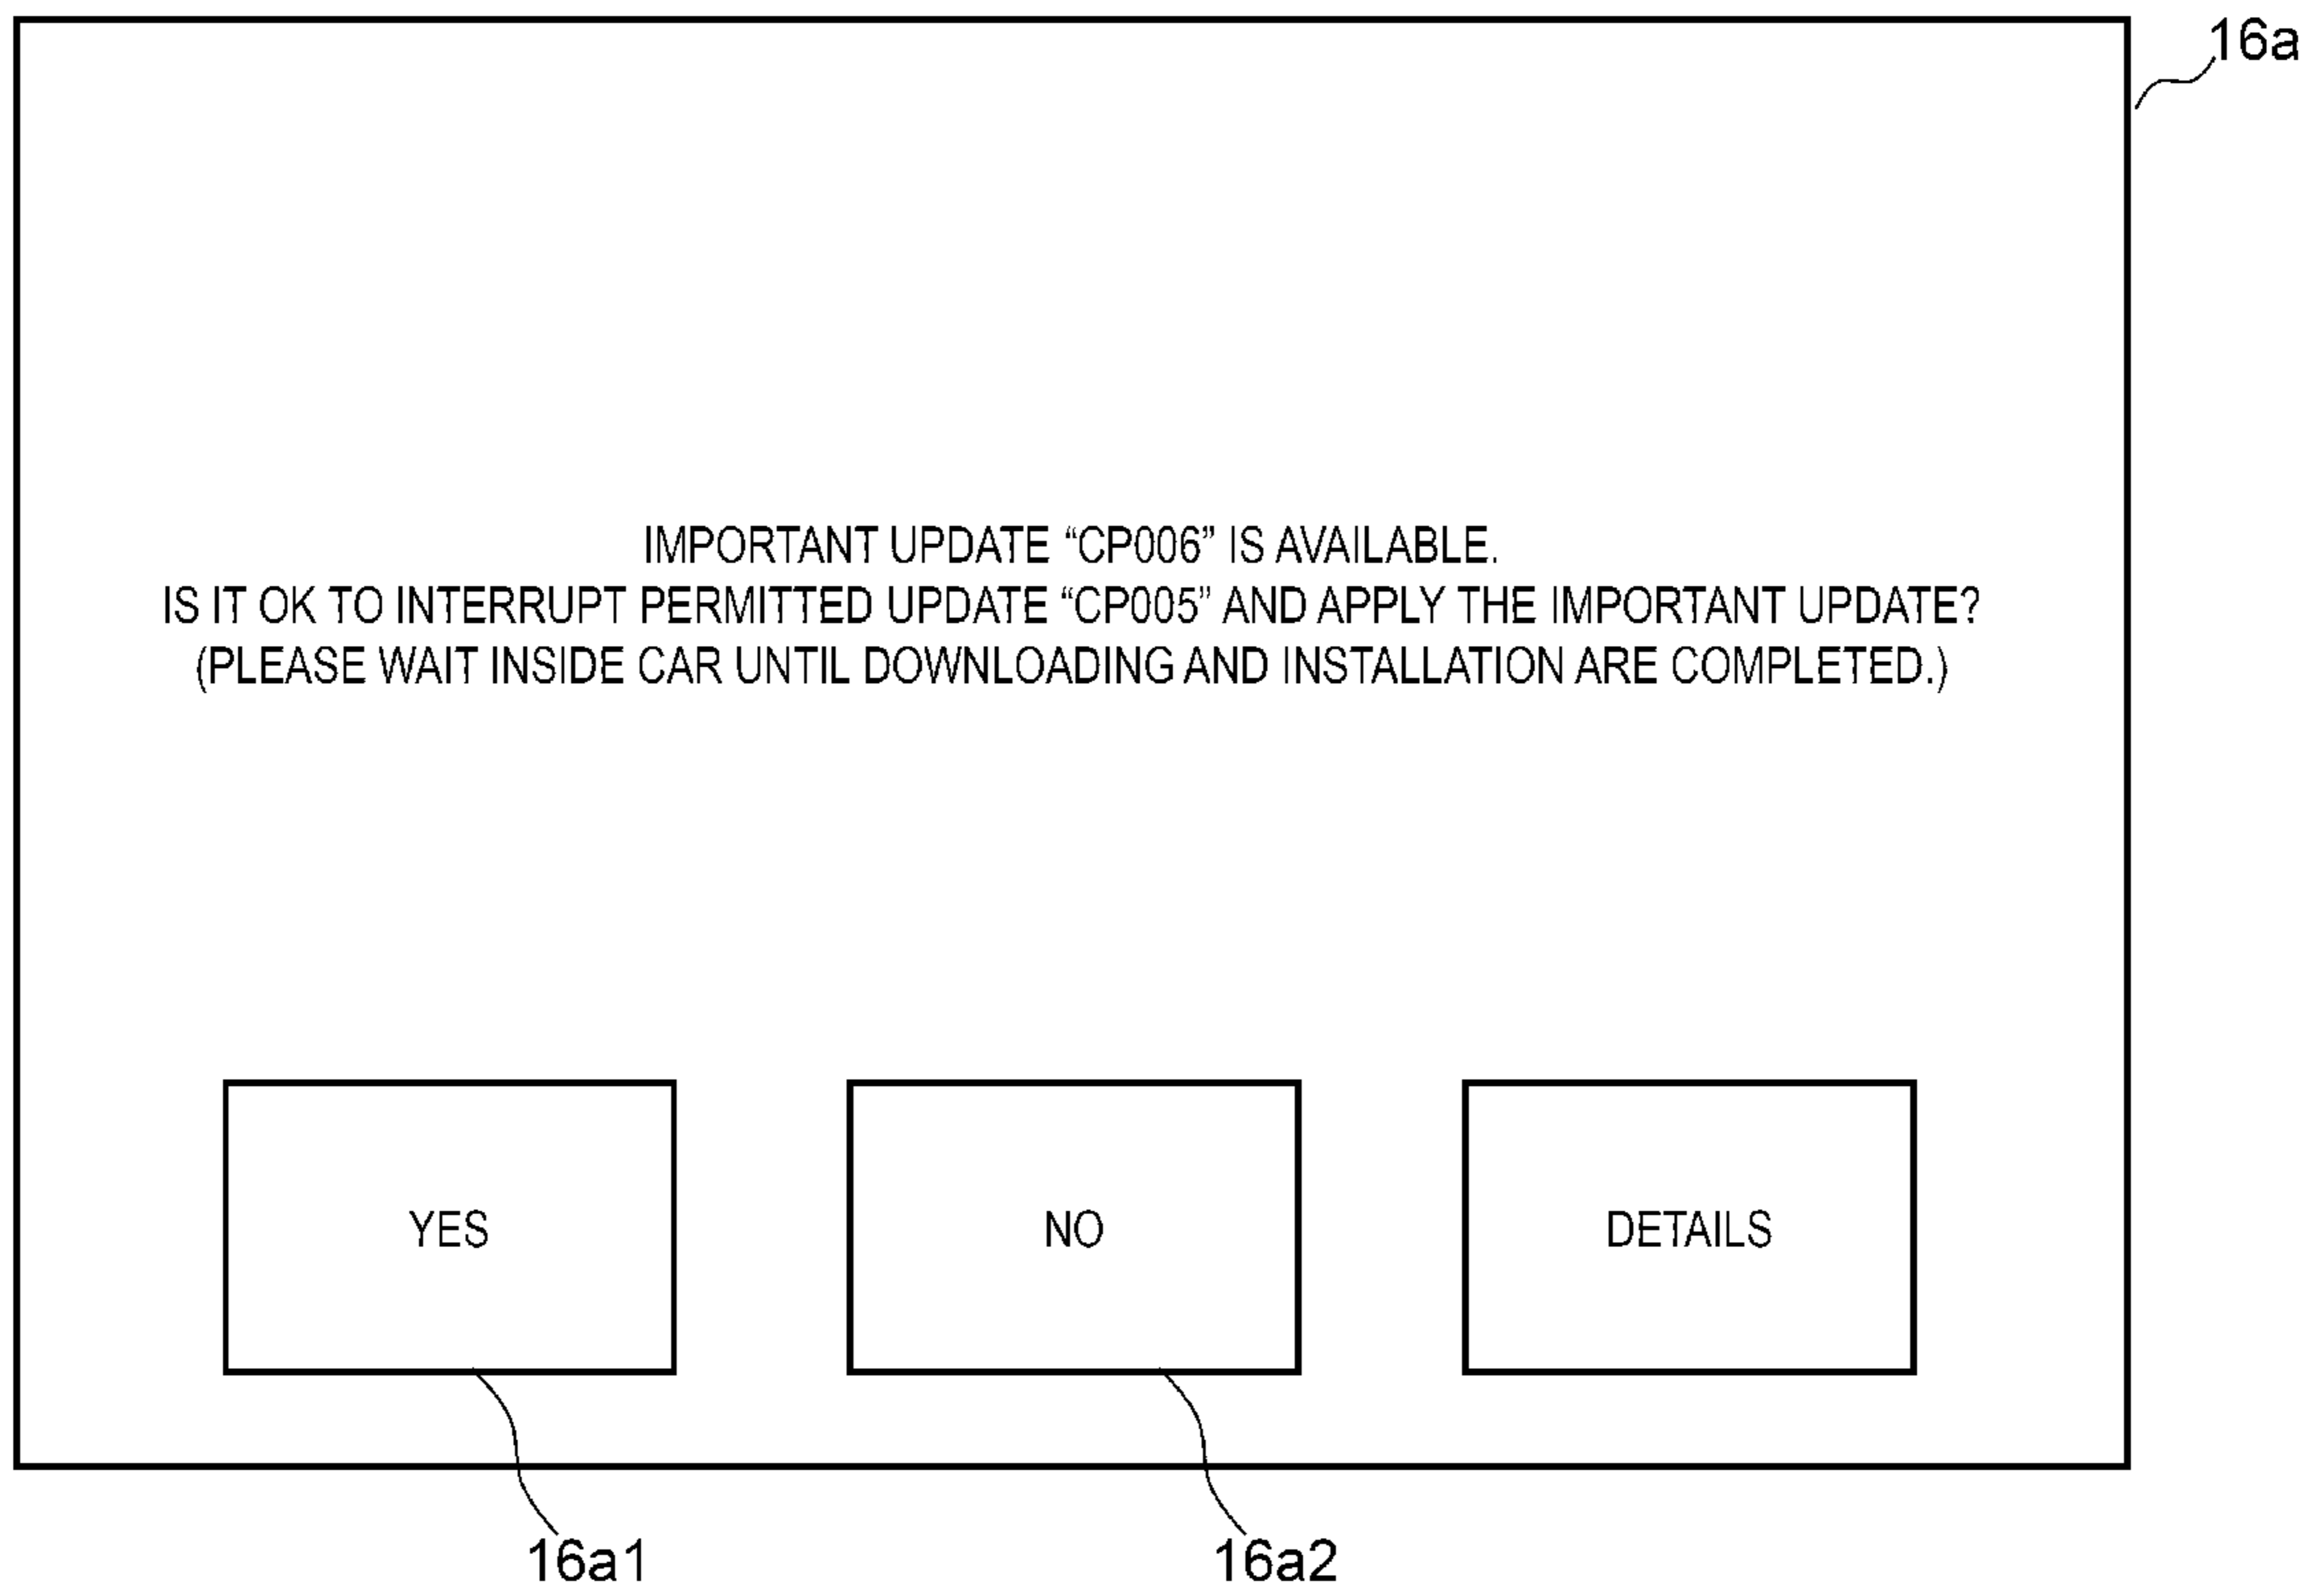 16a
IMPORTANT UPDATE “CP006” IS AVAILABLE.
IS IT OK TO INTERRUPT PERMITTED UPDATE “CP005” AND APPLY THE IMPORTANT UPDATE?
(PLEASE WAIT INSIDE CAR UNTIL DOWNLOADING AND INSTALLATION ARE COMPLETED.)
YES
NO
DETAILS
16a1
16a2